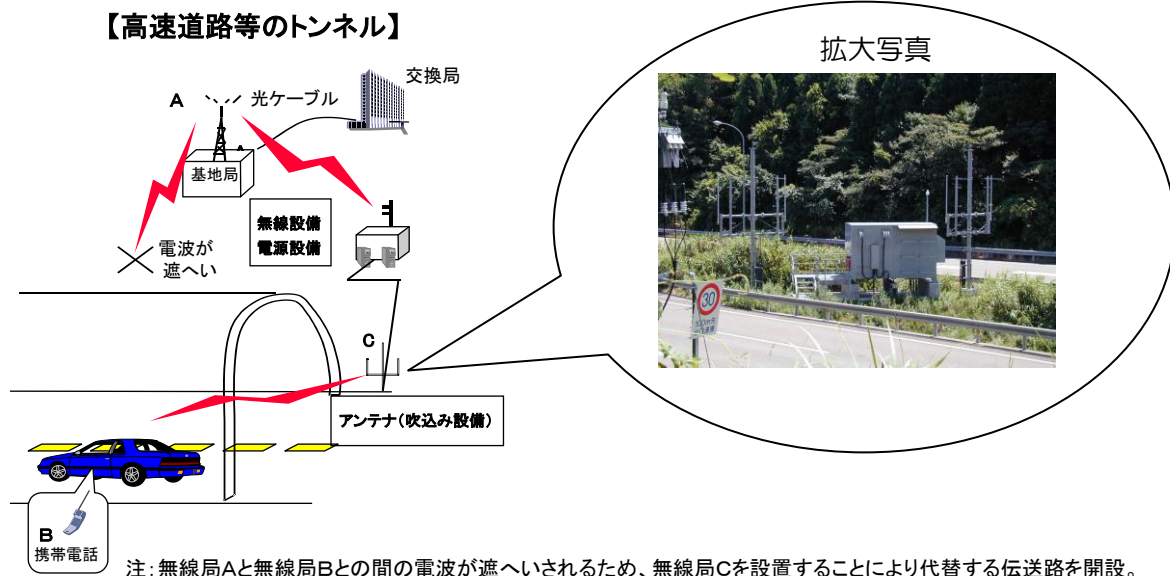 【高速道路等のトンネル】
拡大写真
交換局
A
光ケーブル
基地局
無線設備
電源設備
電波が
遮へい
30
C
アンテナ(吹込み設備)
B
携帯電話
注:無線局Aと無線局Bとの間の電波が遮へいされるため、無線局Cを設置することにより代替する伝送路を開設。